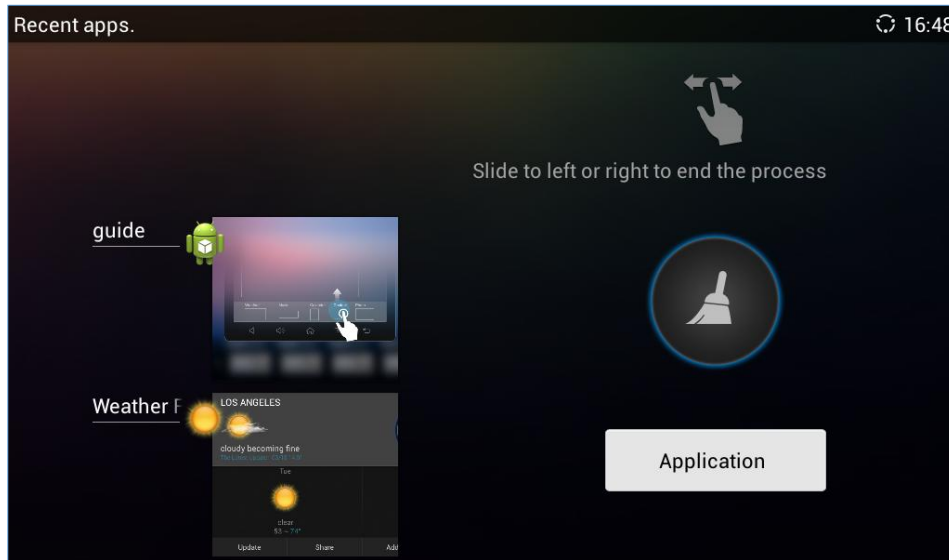 Recent apps.
16:48
Slide to left or right to end the process
guide
Weather
LOS ANGELES
cloudy becoming fine
Tue
clear
Update Share Add
Application